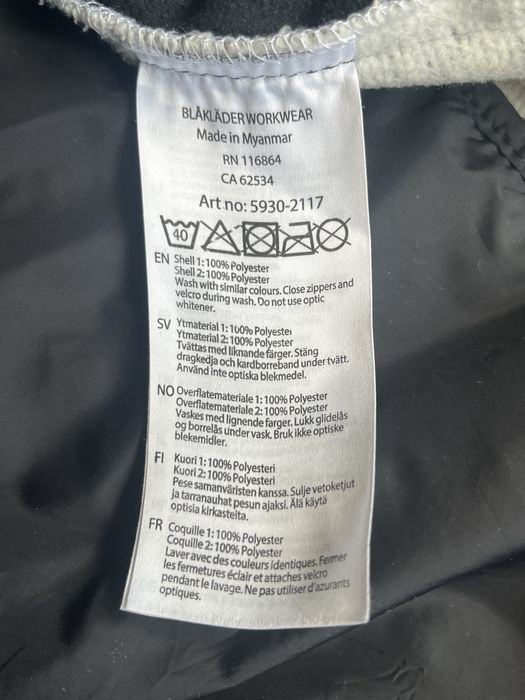 BLÅKLÄDER WORKWEAR
Made in Myanmar
RN 116864
CA 62534
Art no: 5930-2117
40
EN Shell 1: 100% Polyester
Shell 2: 100% Polyester
Wash with similar colours. Close zippers and
velcro during wash. Do not use optic
whitener.
SV Ytmaterial 1: 100% Polyester
Ytmaterial 2: 100% Polyester
Tvättas med liknande färger. Stäng
dragkedja och kardborreband under tvätt.
Använd inte optiska blekmedel.
NO Overflatemateriale 1: 100% Polyester
Overflatemateriale 2: 100% Polyester
Vaskes med lignende farger. Lukk glidelås
og borrelås under vask. Bruk ikke optiske
blekemidler.
FI Kuori 1: 100% Polyesteri
Kuori 2: 100% Polyesteri
Pese samanväristen kanssa. Sulje vetoketjut
ja tarranauhat pesun ajaksi. Älä käytä
optisia kirkasteita.
FR Coquille 1: 100% Polyester
Coquille 2: 100% Polyester
Laver avec des couleurs identiques. Fermer
les fermetures éclair et attaches velcro
pendant le lavage. Ne pas utiliser d'azurants
optiques.